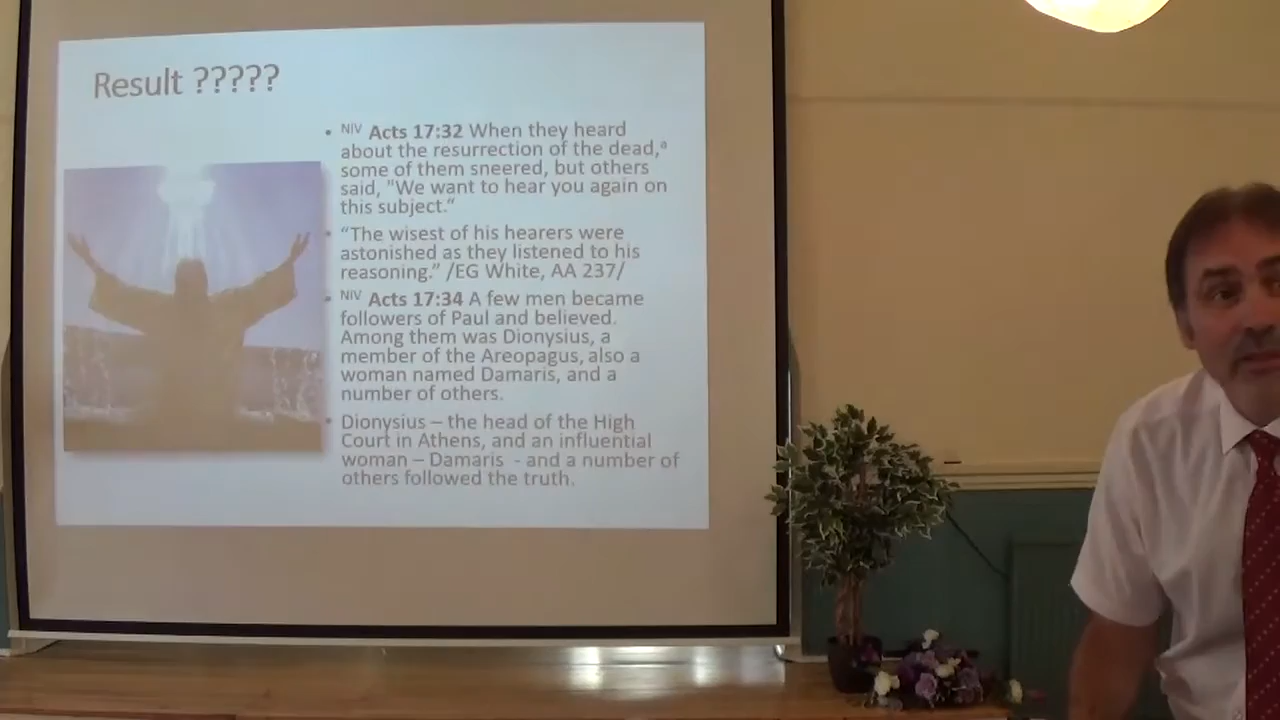 Result ?????
• NIV Acts 17:32 When they heard
about the resurrection of the dead,a
some of them sneered, but others
said, "We want to hear you again on
this subject."
• "The wisest of his hearers were
astonished as they listened to his
reasoning." /EG White, AA 237/
• NIV Acts 17:34 A few men became
followers of Paul and believed.
Among them was Dionysius, a
member of the Areopagus, also a
woman named Damaris, and a
number of others.
• Dionysius – the head of the High
Court in Athens, and an influential
woman – Damaris - and a number of
others followed the truth.